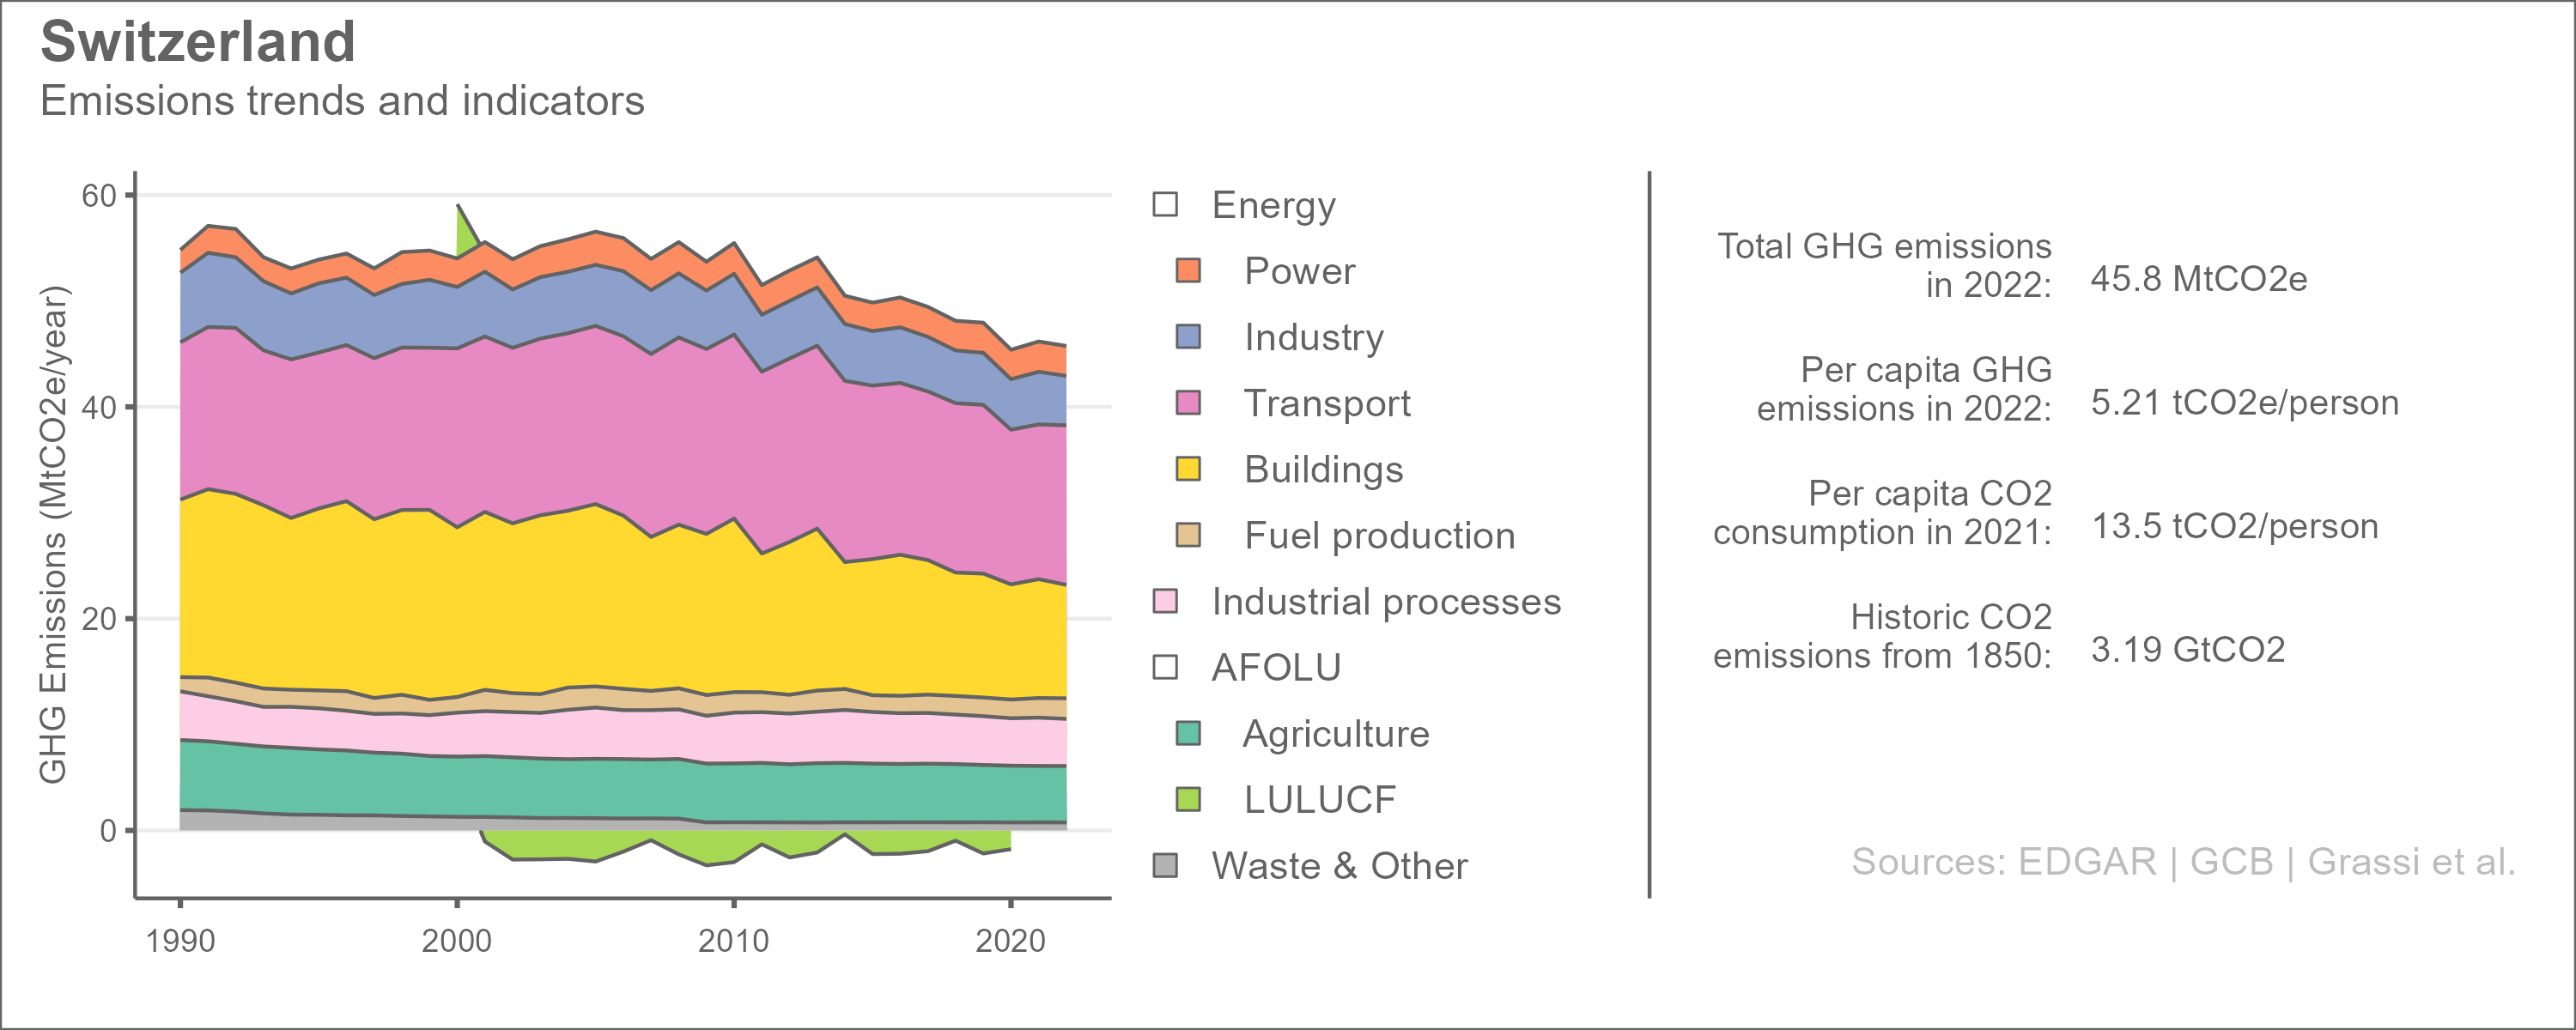 Switzerland
Emissions trends and indicators
GHG Emissions (MtCO2e/year)
60
40
20
0
1990
2000
2010
2020
Energy
Power
Industry
Transport
Buildings
Fuel production
Industrial processes
AFOLU
Agriculture
LULUCF
Waste & Other
Total GHG emissions
in 2022:
45.8 MtCO2e
Per capita GHG
emissions in 2022:
5.21 tCO2e/person
Per capita CO2
consumption in 2021:
13.5 tCO2/person
Historic CO2
emissions from 1850:
3.19 GtCO2
Sources: EDGAR | GCB | Grassi et al.